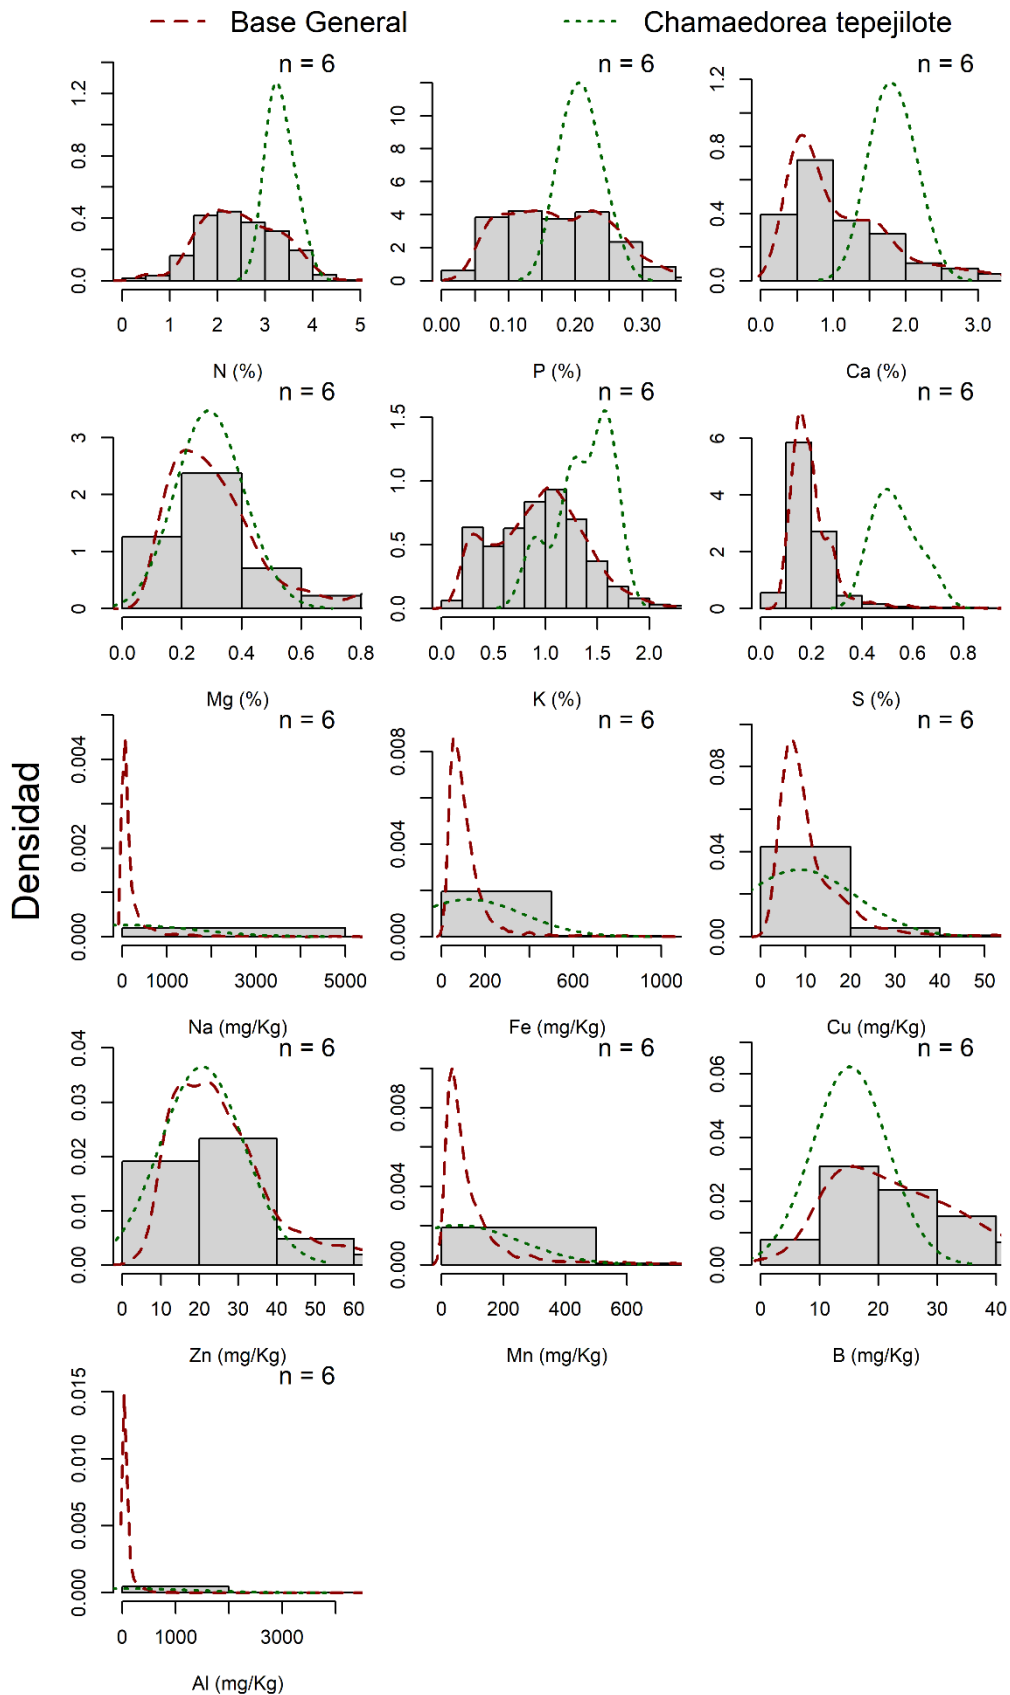 Base General
Chamaedorea tepejilote
Densidad
n = 6
0.0 0.4 0.8 1.2
0 1 2 3 4 5
N (%)
n = 6
0 2 4 6 8 10
0.00 0.10 0.20 0.30
P (%)
n = 6
0.0 0.4 0.8 1.2
0.0 1.0 2.0 3.0
Ca (%)
n = 6
0 1 2 3
0.0 0.2 0.4 0.6 0.8
Mg (%)
n = 6
0.0 0.5 1.0 1.5
0.0 0.5 1.0 1.5 2.0
K (%)
n = 6
0 2 4 6
0.0 0.2 0.4 0.6 0.8
S (%)
n = 6
0.000 0.002 0.004
0 1000 3000 5000
Na (mg/Kg)
n = 6
0.000 0.004 0.008
0 200 600 1000
Fe (mg/Kg)
n = 6
0.00 0.04 0.08
0 10 20 30 40 50
Cu (mg/Kg)
n = 6
0.00 0.01 0.02 0.03 0.04
0 10 20 30 40 50 60
Zn (mg/Kg)
n = 6
0.000 0.004 0.008
0 200 400 600
Mn (mg/Kg)
n = 6
0.00 0.02 0.04 0.06
0 10 20 30 40
B (mg/Kg)
n = 6
0.000 0.005 0.010 0.015
0 1000 3000
Al (mg/Kg)